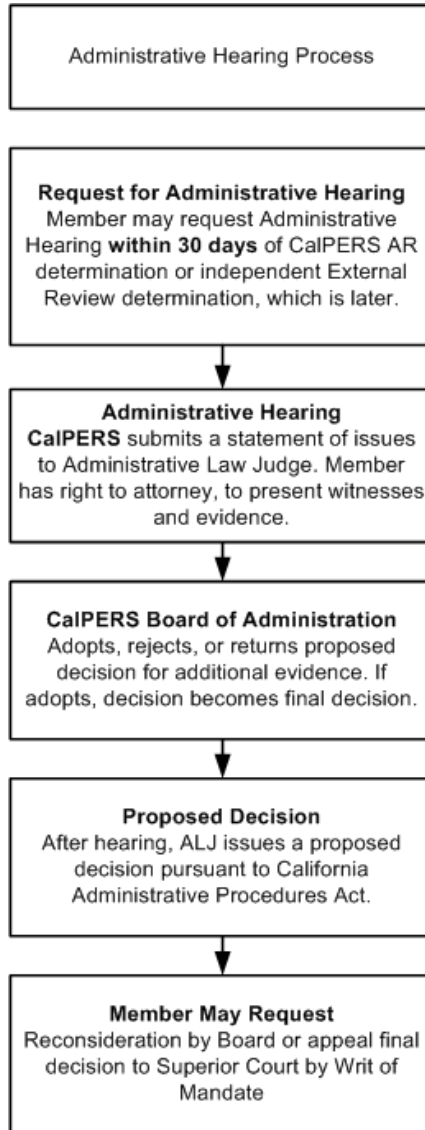 Administrative Hearing Process
Request for Administrative Hearing
Member may request Administrative
Hearing within 30 days of CalPERS AR
determination or independent External
Review determination, which is later.
Administrative Hearing
CalPERS submits a statement of issues
to Administrative Law Judge. Member
has right to attorney, to present witnesses
and evidence.
CalPERS Board of Administration
Adopts, rejects, or returns proposed
decision for additional evidence. If
adopts, decision becomes final decision.
Proposed Decision
After hearing, ALJ issues a proposed
decision pursuant to California
Administrative Procedures Act.
Member May Request
Reconsideration by Board or appeal final
decision to Superior Court by Writ of
Mandate